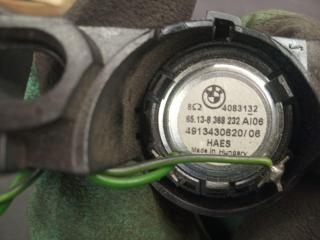 8Ω 4083132
65.13-8 368 232 AI06
4913430620/06
HAES
Made in Hungary